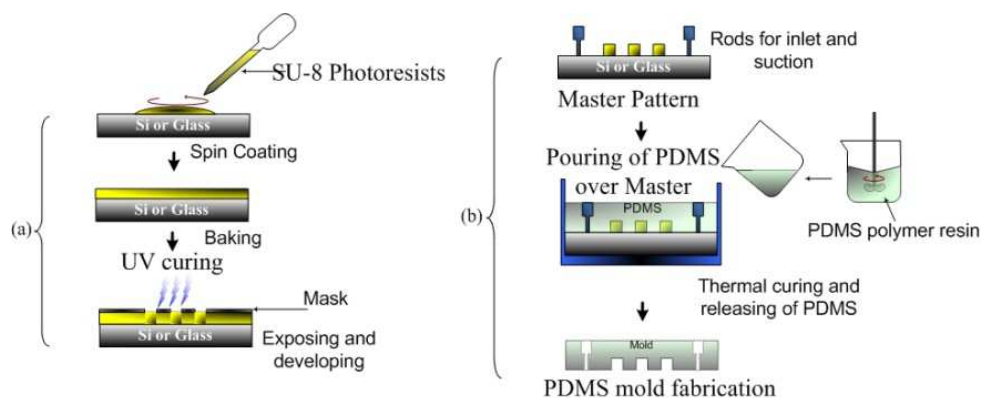 SU-8 Photoresists
Si or Glass
Spin Coating
Si or Glass
Baking
UV curing
Mask
Si or Glass
Exposing and
developing
(a)
Rods for inlet and
suction
Si or Glass
Master Pattern
Pouring of PDMS
over Master
PDMS
PDMS polymer resin
(b)
Thermal curing and
releasing of PDMS
Mold
PDMS mold fabrication